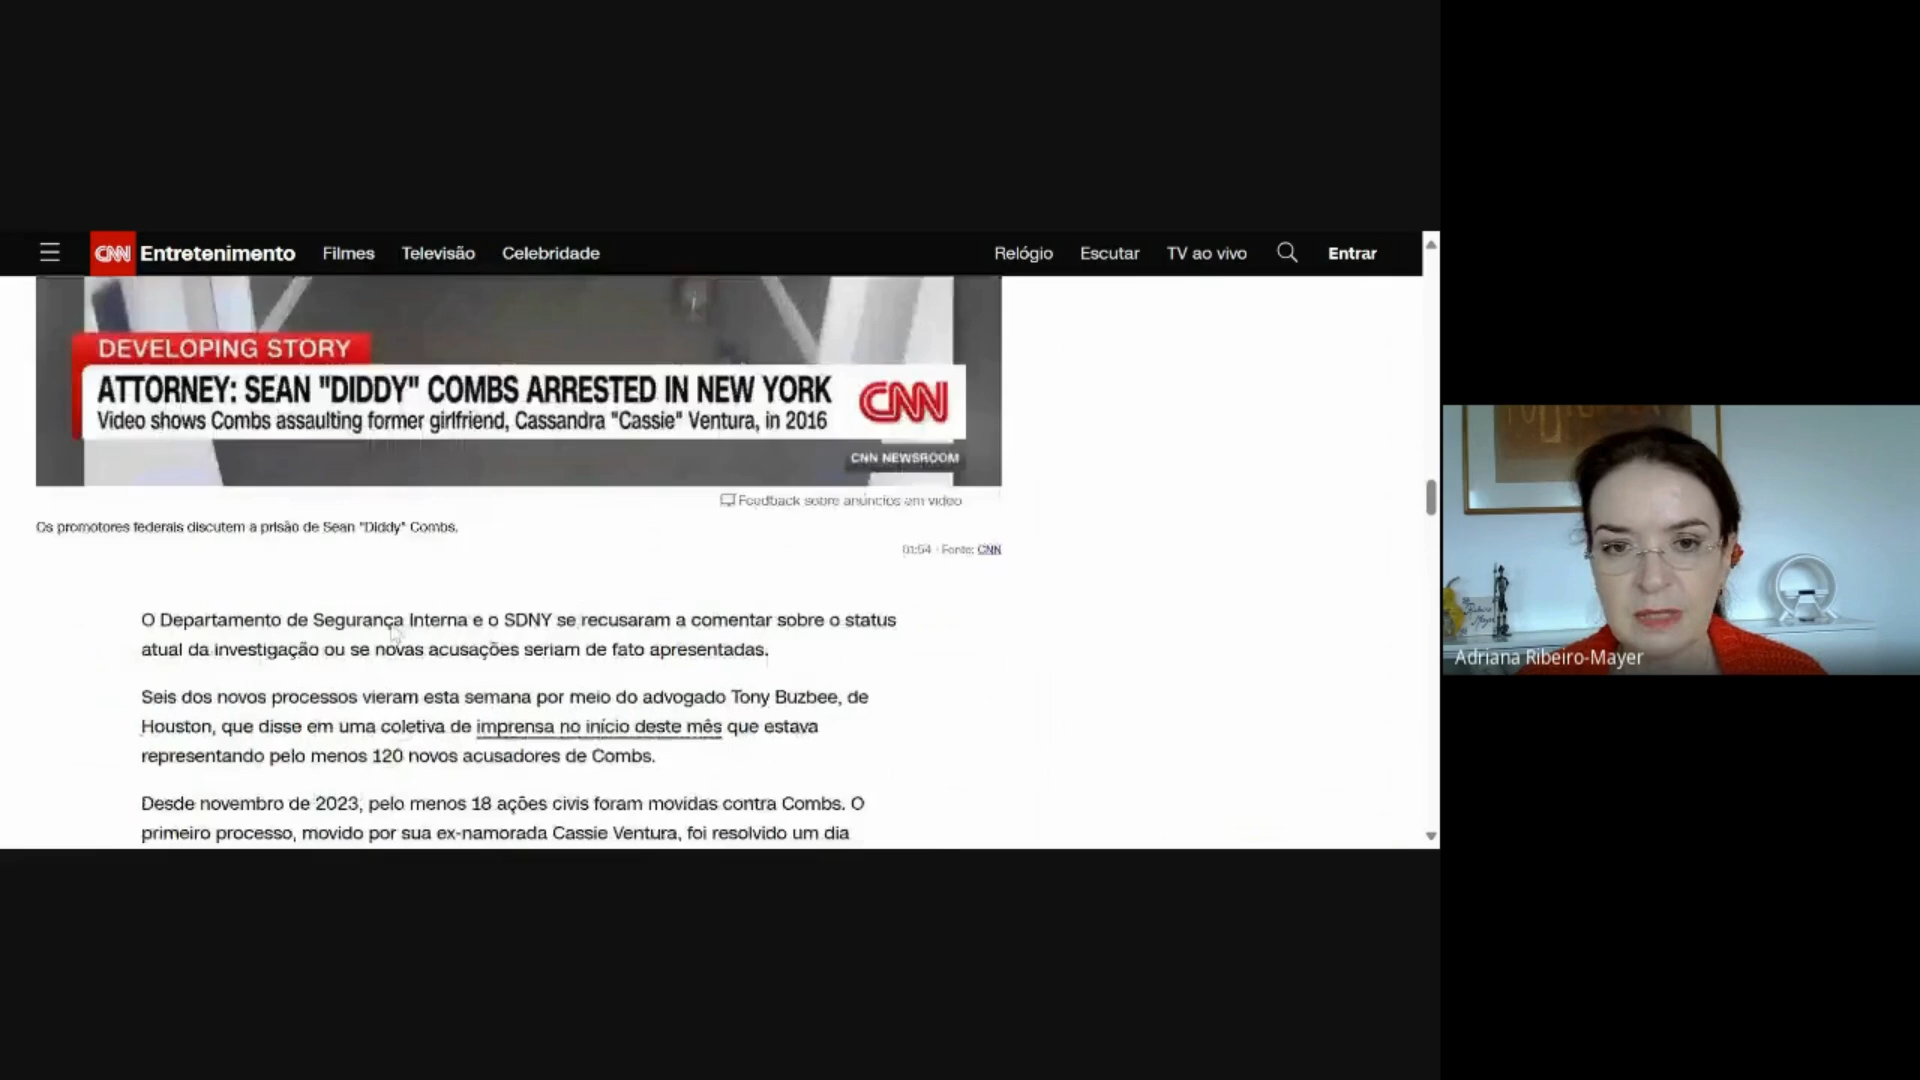 CNN Entretenimento Filmes Televisão Celebridade Relógio Escutar TV ao vivo Entrar
DEVELOPING STORY
ATTORNEY: SEAN "DIDDY" COMBS ARRESTED IN NEW YORK
Video shows Combs assaulting former girlfriend, Cassandra "Cassie" Ventura, in 2016
CNN
CNN NEWSROOM
Feedback sobre anúncios em vídeo
Os promotores federais discutem a prisão de Sean "Diddy" Combs.
01:54 - Fonte: CNN
O Departamento de Segurança Interna e o SDNY se recusaram a comentar sobre o status
atual da investigação ou se novas acusações seriam de fato apresentadas.
Seis dos novos processos vieram esta semana por meio do advogado Tony Buzbee, de
Houston, que disse em uma coletiva de imprensa no início deste mês que estava
representando pelo menos 120 novos acusadores de Combs.
Desde novembro de 2023, pelo menos 18 ações civis foram movidas contra Combs. O
primeiro processo, movido por sua ex-namorada Cassie Ventura, foi resolvido um dia
Adriana Ribeiro-Mayer